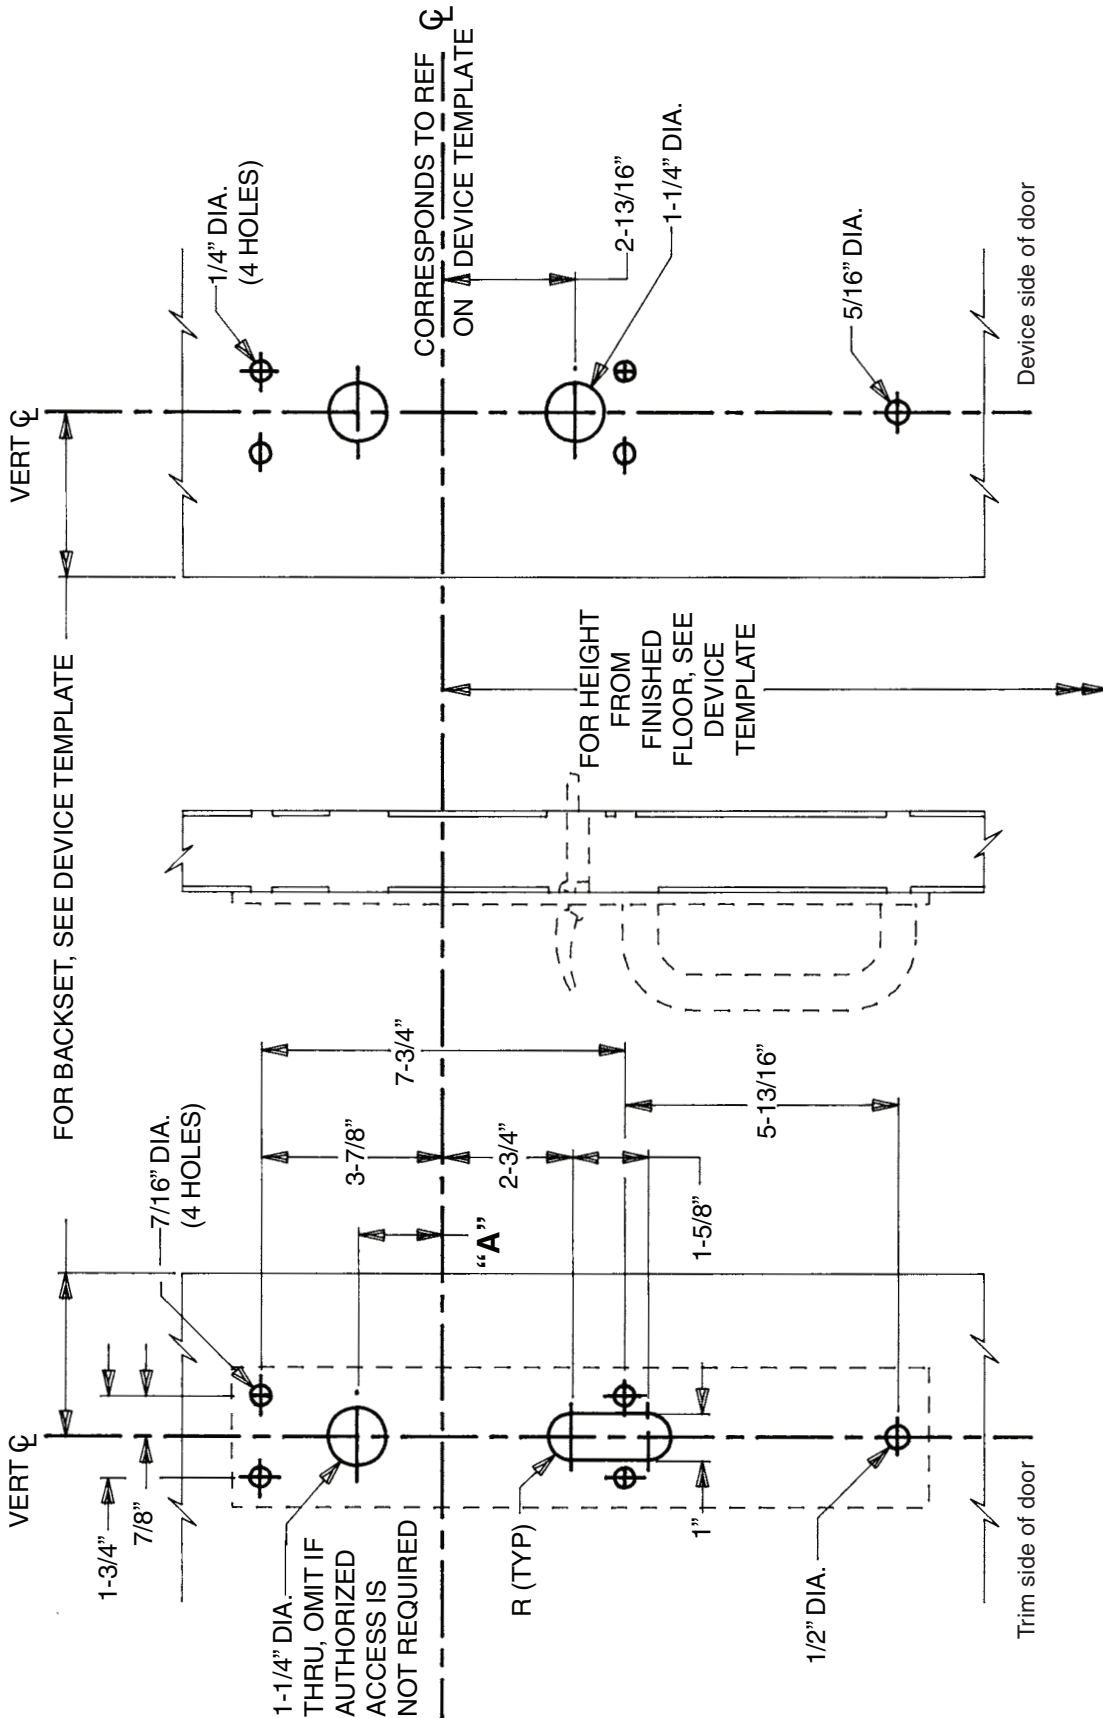 VERT ℄
FOR BACKSET, SEE DEVICE TEMPLATE
VERT ℄
1-3/4”
7/8”
7/16” DIA.
(4 HOLES)
1/4” DIA.
(4 HOLES)
1-1/4” DIA.
THRU, OMIT IF
AUTHORIZED
ACCESS IS
NOT REQUIRED
“A”
3-7/8”
7-3/4”
CORRESPONDS TO REF ℄
ON DEVICE TEMPLATE
2-3/4”
2-13/16”
1-1/4” DIA.
R (TYP)
1”
1-5/8”
5-13/16”
FOR HEIGHT
FROM
FINISHED
FLOOR, SEE
DEVICE
TEMPLATE
1/2” DIA.
5/16” DIA.
Trim side of door
Device side of door